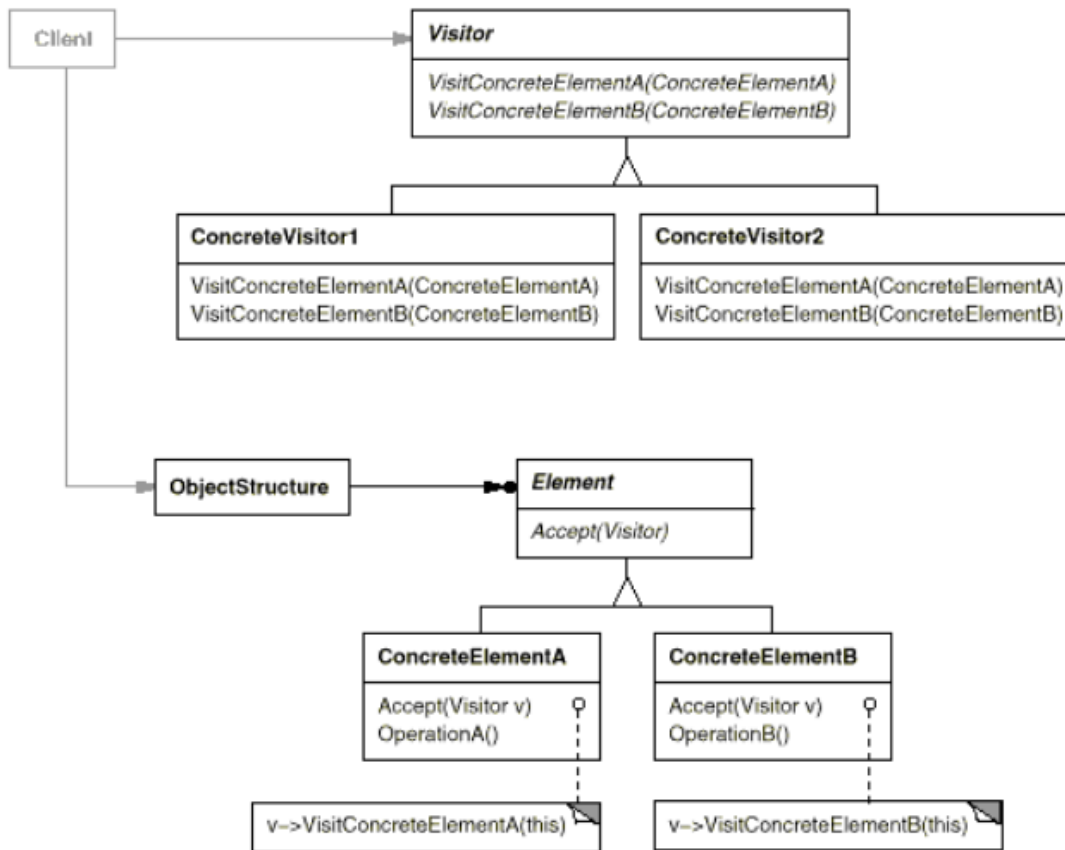 Client
Visitor
VisitConcreteElementA(ConcreteElementA)
VisitConcreteElementB(ConcreteElementB)
ConcreteVisitor1
VisitConcreteElementA(ConcreteElementA)
VisitConcreteElementB(ConcreteElementB)
ConcreteVisitor2
VisitConcreteElementA(ConcreteElementA)
VisitConcreteElementB(ConcreteElementB)
ObjectStructure
Element
Accept(Visitor)
ConcreteElementA
Accept(Visitor v)
OperationA()
ConcreteElementB
Accept(Visitor v)
OperationB()
v–>VisitConcreteElementA(this)
v–>VisitConcreteElementB(this)